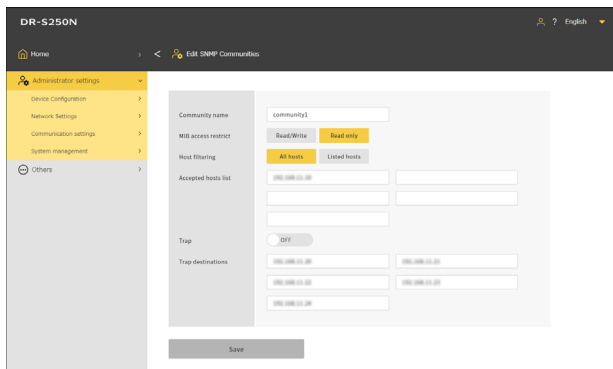 DR-S250N
? English
Home
< Edit SNMP Communities
Administrator settings
Device Configuration
Network Settings
Communication settings
System management
Others
Community name community1
MIB access restrict Read/Write Read only
Host filtering All hosts Listed hosts
Accepted hosts list
Trap OFF
Trap destinations
Save